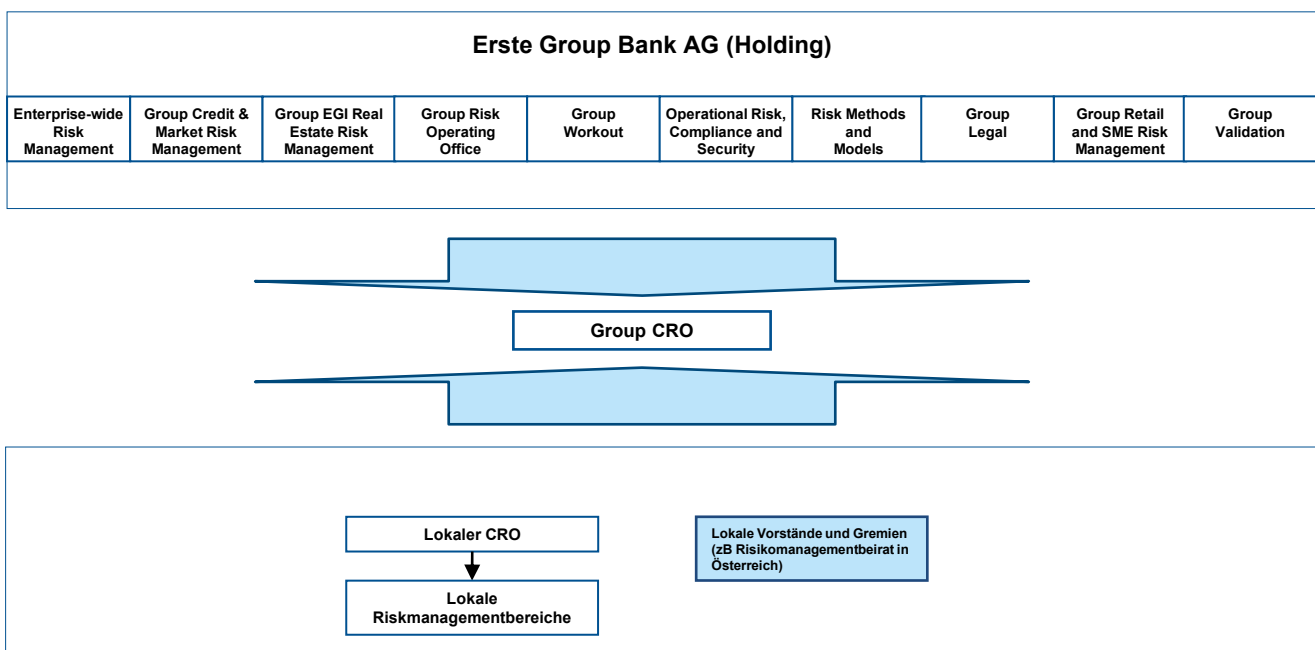 Erste Group Bank AG (Holding)
Enterprise-wide
Risk
Management
Group Credit &
Market Risk
Management
Group EGI Real
Estate Risk
Management
Group Risk
Operating
Office
Group
Workout
Operational Risk,
Compliance and
Security
Risk Methods
and
Models
Group
Legal
Group Retail
and SME Risk
Management
Group
Validation
Group CRO
Lokaler CRO
Lokale
Riskmanagementbereiche
Lokale Vorstände und Gremien
(zB Risikomanagementbeirat in
Österreich)